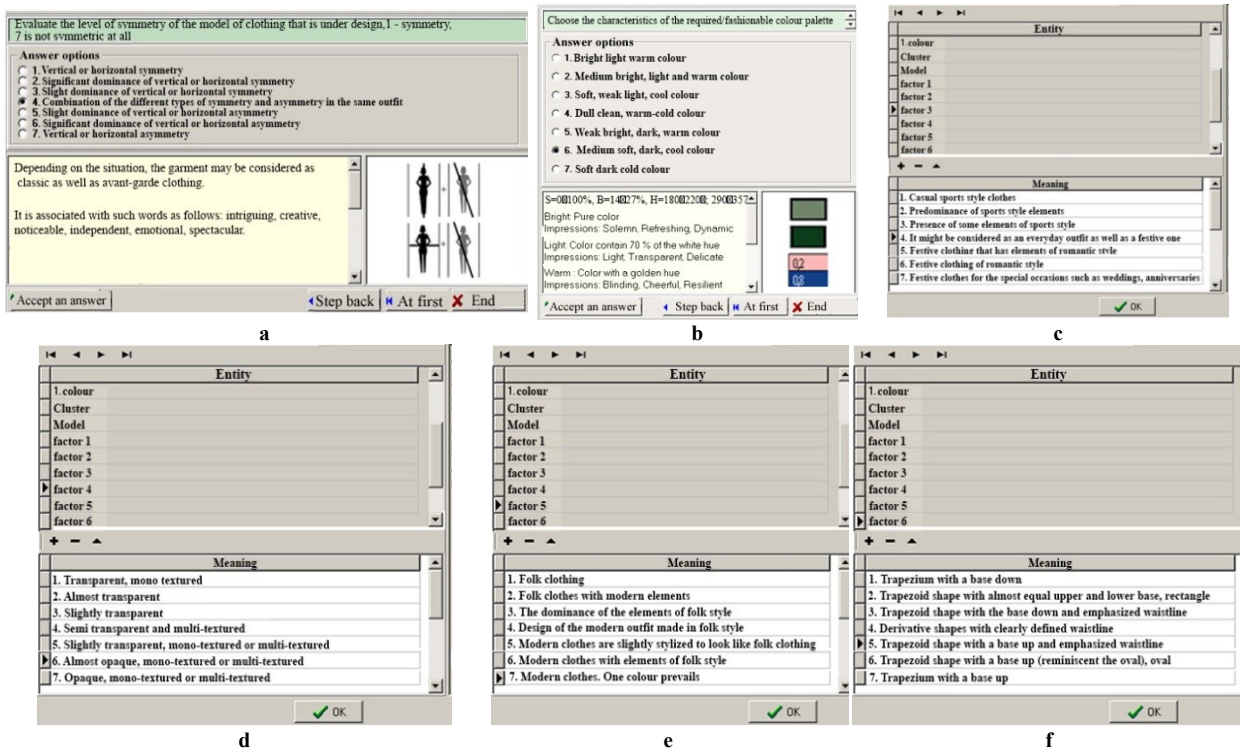 Evaluate the level of symmetry of the model of clothing that is under design,1 - symmetry,
7 is not symmetric at all
Answer options
1. Vertical or horizontal symmetry
2. Significant dominance of vertical or horizontal symmetry
3. Slight dominance of vertical or horizontal symmetry
4. Combination of the different types of symmetry and asymmetry in the same outfit
5. Slight dominance of vertical or horizontal asymmetry
6. Significant dominance of vertical or horizontal asymmetry
7. Vertical or horizontal asymmetry
Depending on the situation, the garment may be considered as
classic as well as avant-garde clothing.
It is associated with such words as follows: intriguing, creative,
noticeable, independent, emotional, spectacular.
Accept an answer
Step back
At first
End
a
Choose the characteristics of the required/fashionable colour palette
Answer options
1. Bright light warm colour
2. Medium bright, light and warm colour
3. Soft, weak light, cool colour
4. Dull clean, warm-cold colour
5. Weak bright, dark, warm colour
6. Medium soft, dark, cool colour
7. Soft dark cold colour
Bright: Pure color
Impressions: Solemn, Refreshing, Dynamic
Light: Color contain 70 % of the white hue
Impressions: Light, Transparent, Delicate
Warm : Color with a golden hue
Impressions: Blinding, Cheerful, Resilient
0,2
0,8
Accept an answer
Step back
At first
End
b
Entity
1.colour
Cluster
Model
factor 1
factor 2
factor 3
factor 4
factor 5
factor 6
Meaning
1. Casual sports style clothes
2. Predominance of sports style elements
3. Presence of some elements of sports style
4. It might be considered as an everyday outfit as well as a festive one
5. Festive clothing that has elements of romantic style
6. Festive clothing of romantic style
7. Festive clothes for the special occasions such as weddings, anniversaries
OK
c
Entity
1.colour
Cluster
Model
factor 1
factor 2
factor 3
factor 4
factor 5
factor 6
Meaning
1. Transparent, mono textured
2. Almost transparent
3. Slightly transparent
4. Semi transparent and multi-textured
5. Slightly transparent, mono-textured or multi-textured
6. Almost opaque, mono-textured or multi-textured
7. Opaque, mono-textured or multi-textured
OK
d
Entity
1.colour
Cluster
Model
factor 1
factor 2
factor 3
factor 4
factor 5
factor 6
Meaning
1. Folk clothing
2. Folk clothes with modern elements
3. The dominance of the elements of folk style
4. Design of the modern outfit made in folk style
5. Modern clothes are slightly stylized to look like folk clothing
6. Modern clothes with elements of folk style
7. Modern clothes. One colour prevails
OK
e
Entity
1.colour
Cluster
Model
factor 1
factor 2
factor 3
factor 4
factor 5
factor 6
Meaning
1. Trapezium with a base down
2. Trapezoid shape with almost equal upper and lower base, rectangle
3. Trapezoid shape with the base down and emphasized waistline
4. Derivative shapes with clearly defined waistline
5. Trapezoid shape with a base up and emphasized waistline
6. Trapezoid shape with a base up (reminiscent the oval), oval
7. Trapezium with a base up
OK
f